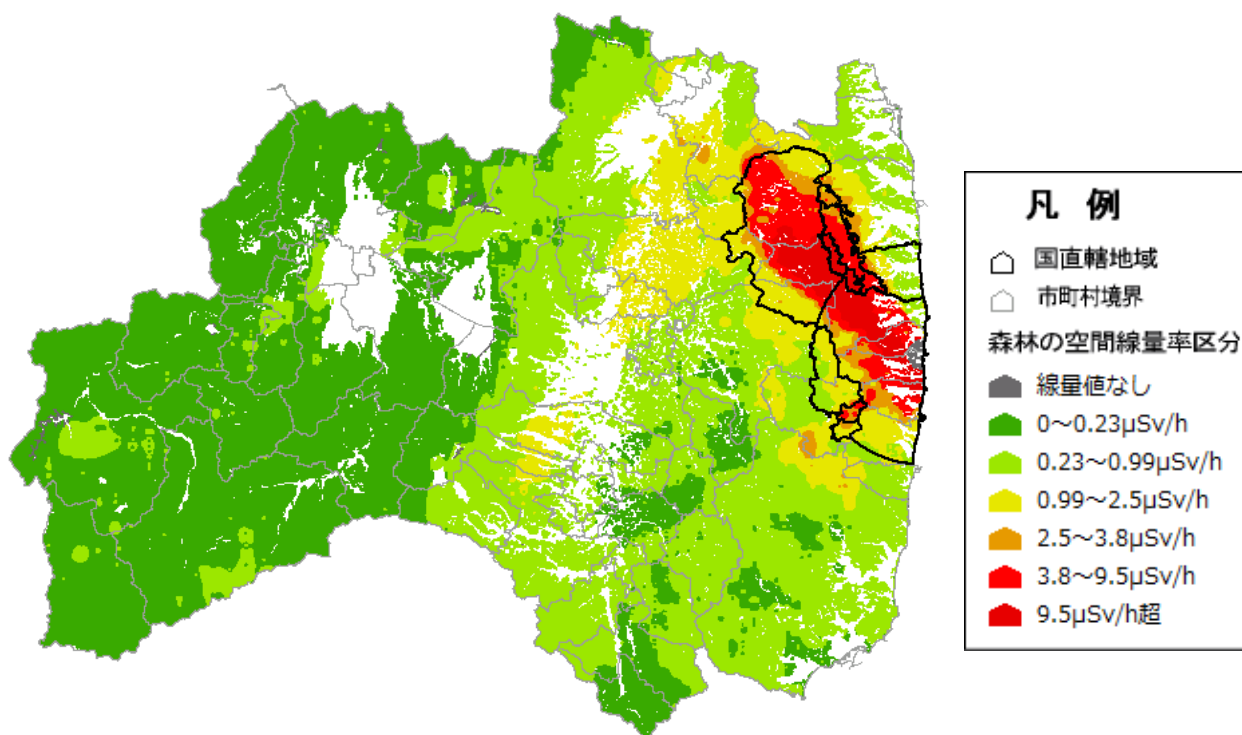 凡 例
国直轄地域
市町村境界
森林の空間線量率区分
線量値なし
0～0.23μSv/h
0.23～0.99μSv/h
0.99～2.5μSv/h
2.5～3.8μSv/h
3.8～9.5μSv/h
9.5μSv/h超